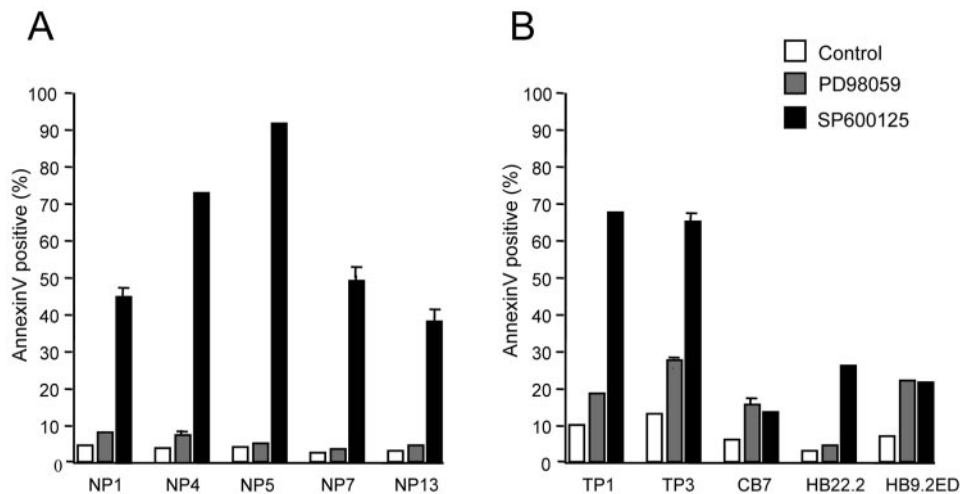 A
AnnexinV positive (%)
100
90
80
70
60
50
40
30
20
10
0
NP1 NP4 NP5 NP7 NP13
B
Control
PD98059
SP600125
AnnexinV positive (%)
100
90
80
70
60
50
40
30
20
10
0
TP1 TP3 CB7 HB22.2 HB9.2ED